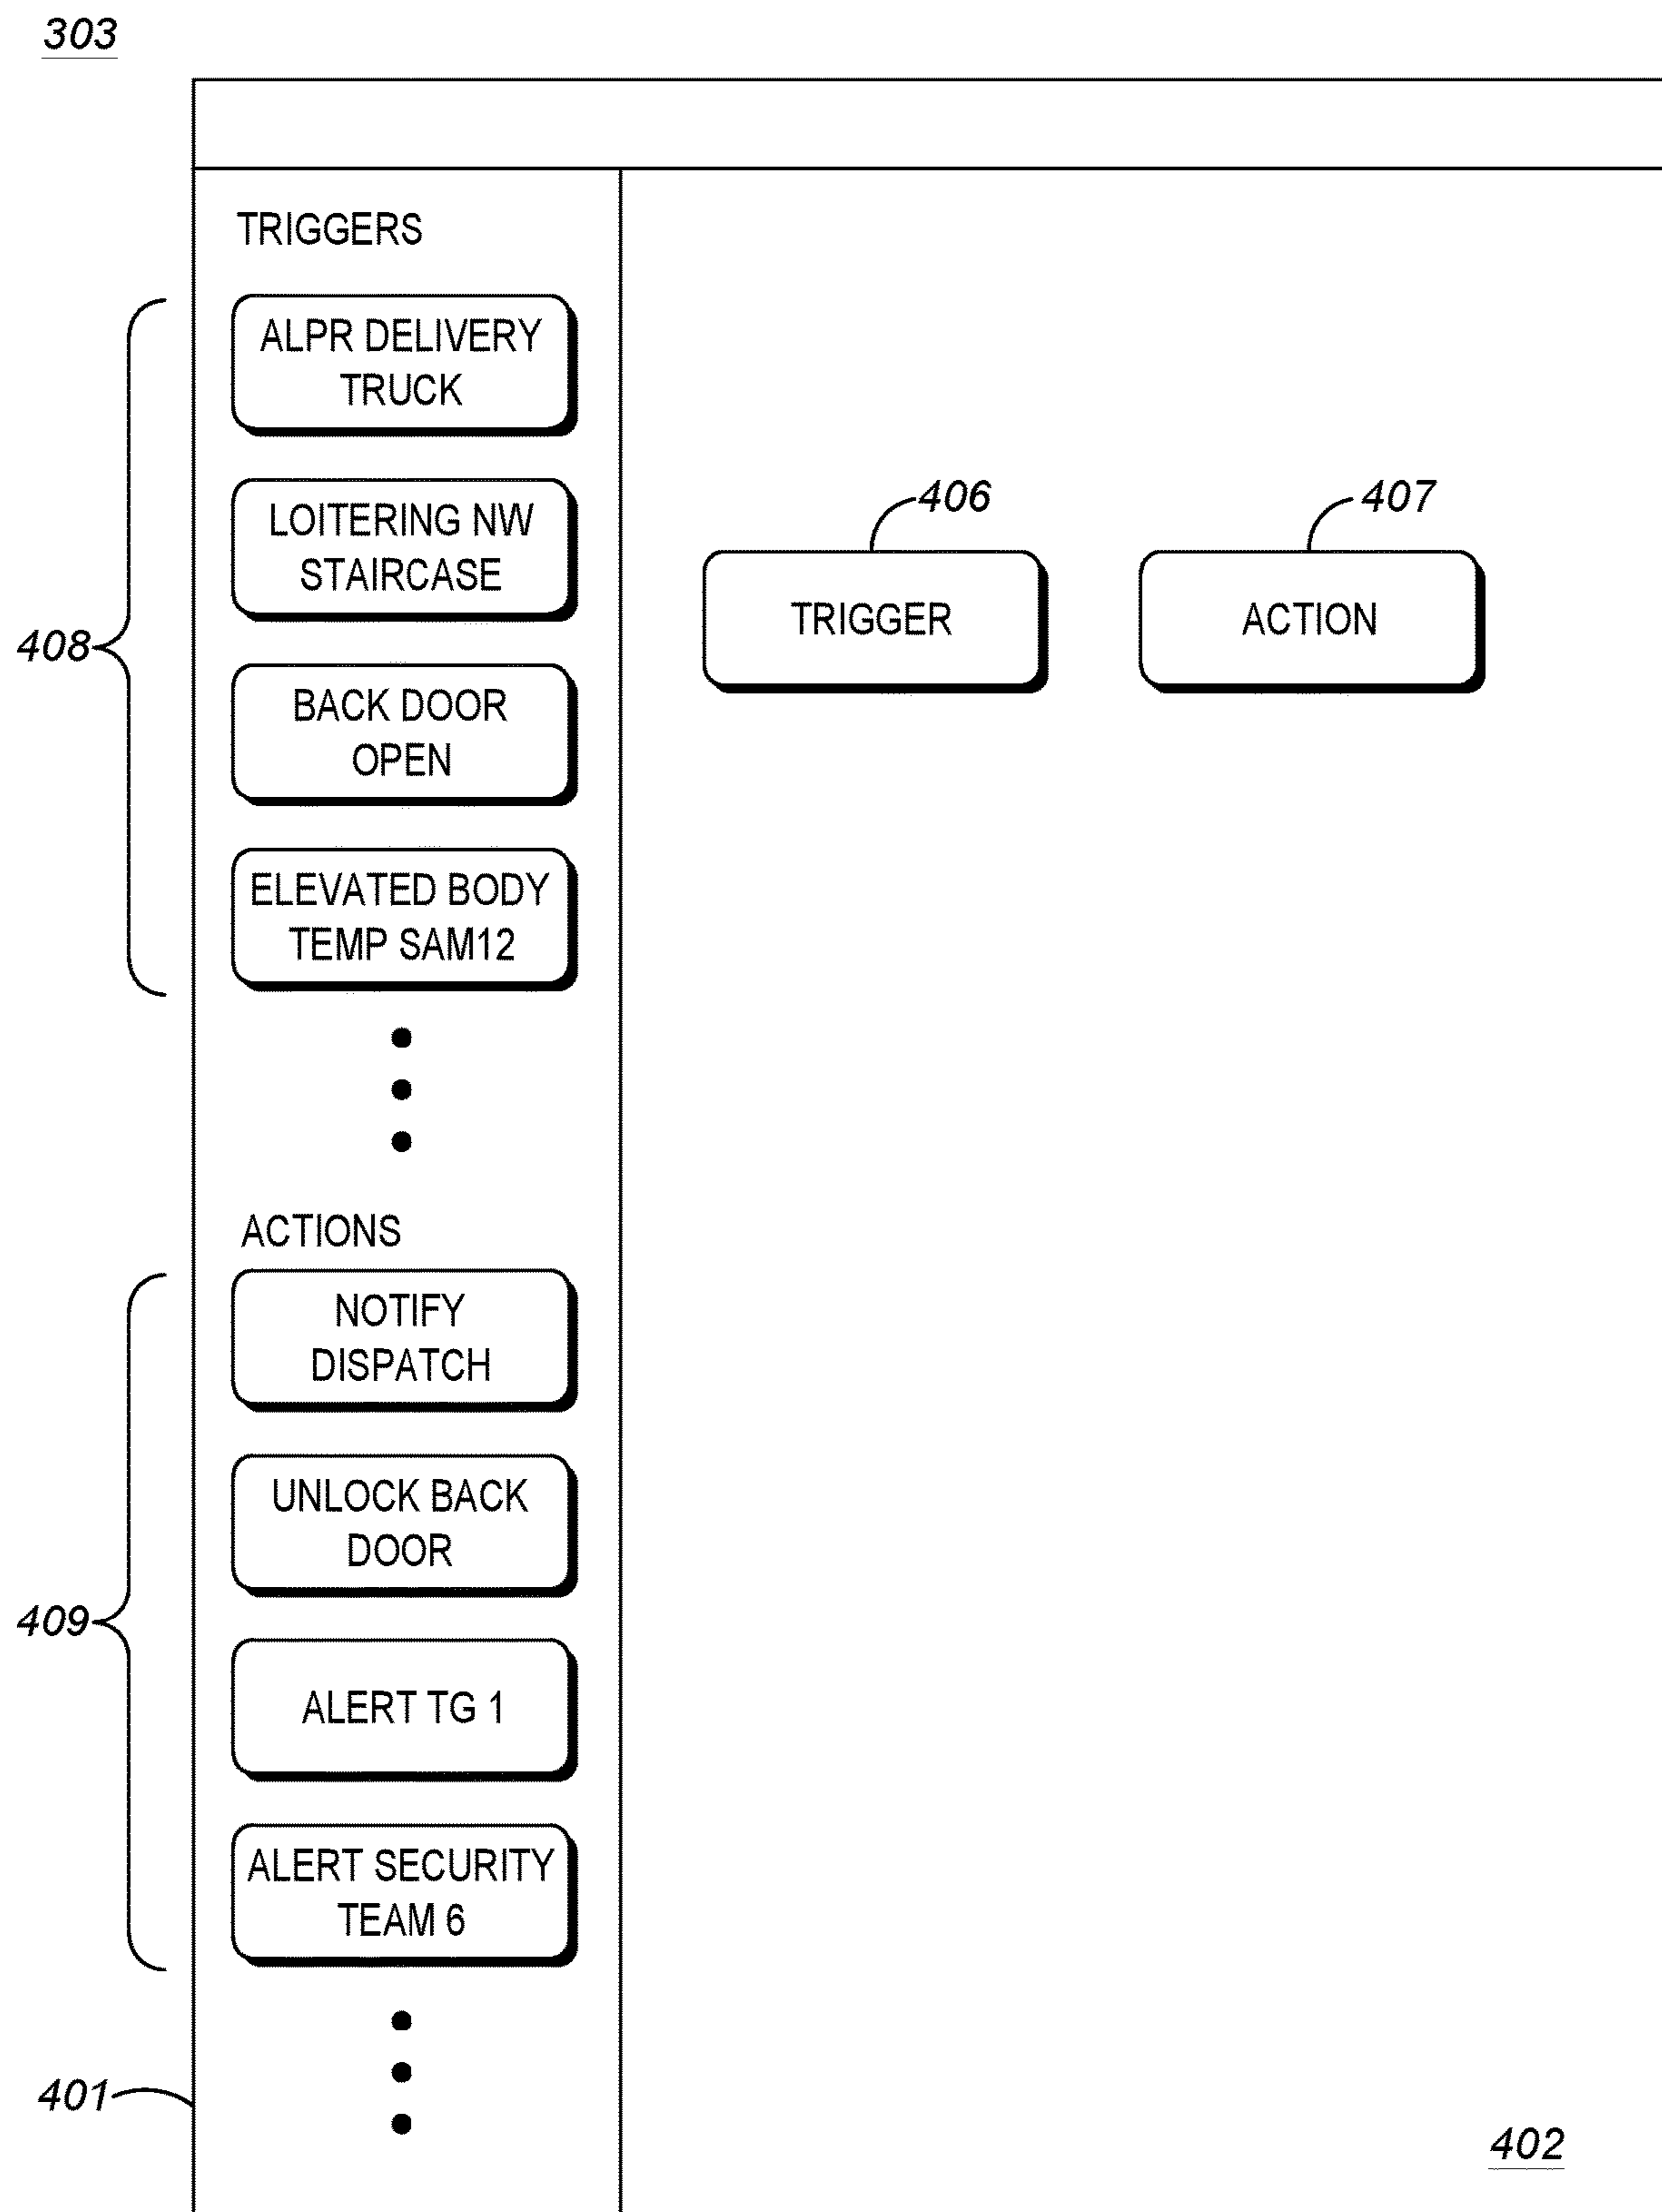 303
TRIGGERS
ALPR DELIVERY
TRUCK
LOITERING NW
STAIRCASE
BACK DOOR
OPEN
ELEVATED BODY
TEMP SAM12
408
406
407
TRIGGER
ACTION
ACTIONS
NOTIFY
DISPATCH
UNLOCK BACK
DOOR
ALERT TG 1
ALERT SECURITY
TEAM 6
409
401
402